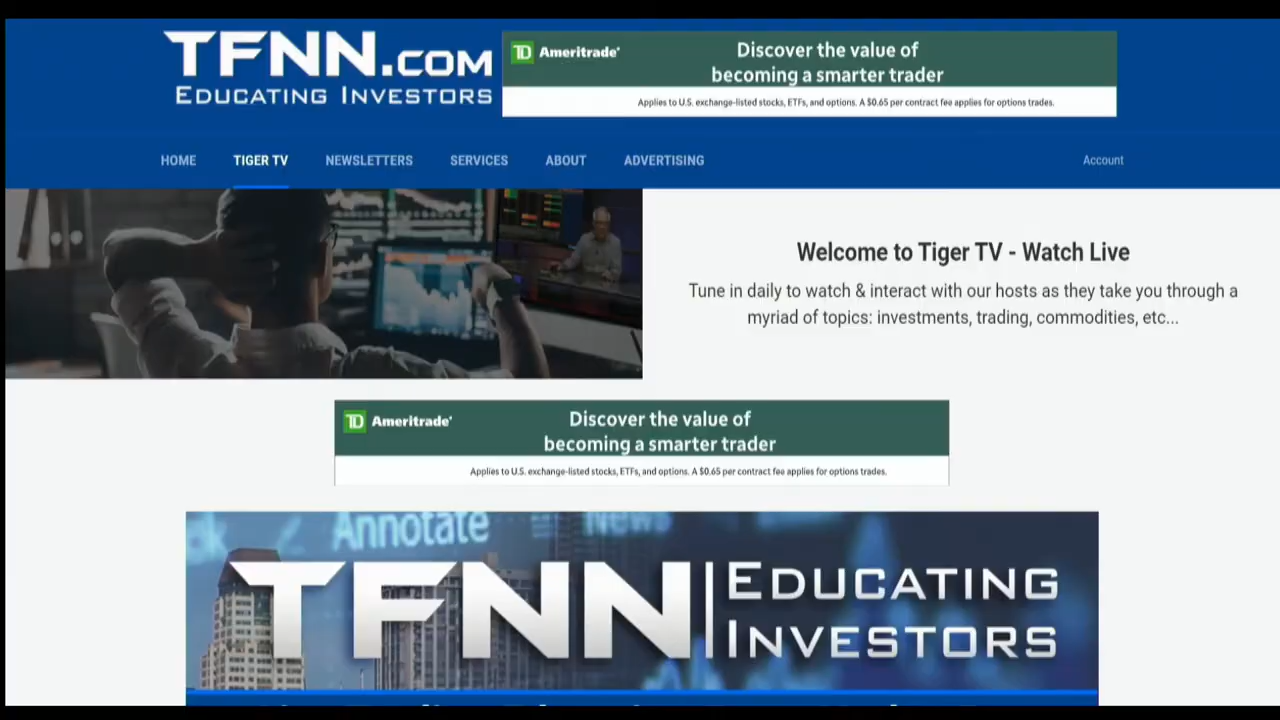 TFNN.COM
EDUCATING INVESTORS
TD Ameritrade
Discover the value of
becoming a smarter trader
Applies to U.S. exchange-listed stocks, ETFs, and options. A $0.65 per contract fee applies for options trades.
HOME TIGER TV NEWSLETTERS SERVICES ABOUT ADVERTISING Account
Welcome to Tiger TV - Watch Live
Tune in daily to watch & interact with our hosts as they take you through a
myriad of topics: investments, trading, commodities, etc...
TD Ameritrade
Discover the value of
becoming a smarter trader
Applies to U.S. exchange-listed stocks, ETFs, and options. A $0.65 per contract fee applies for options trades.
Annotate News
TFNN EDUCATING
INVESTORS